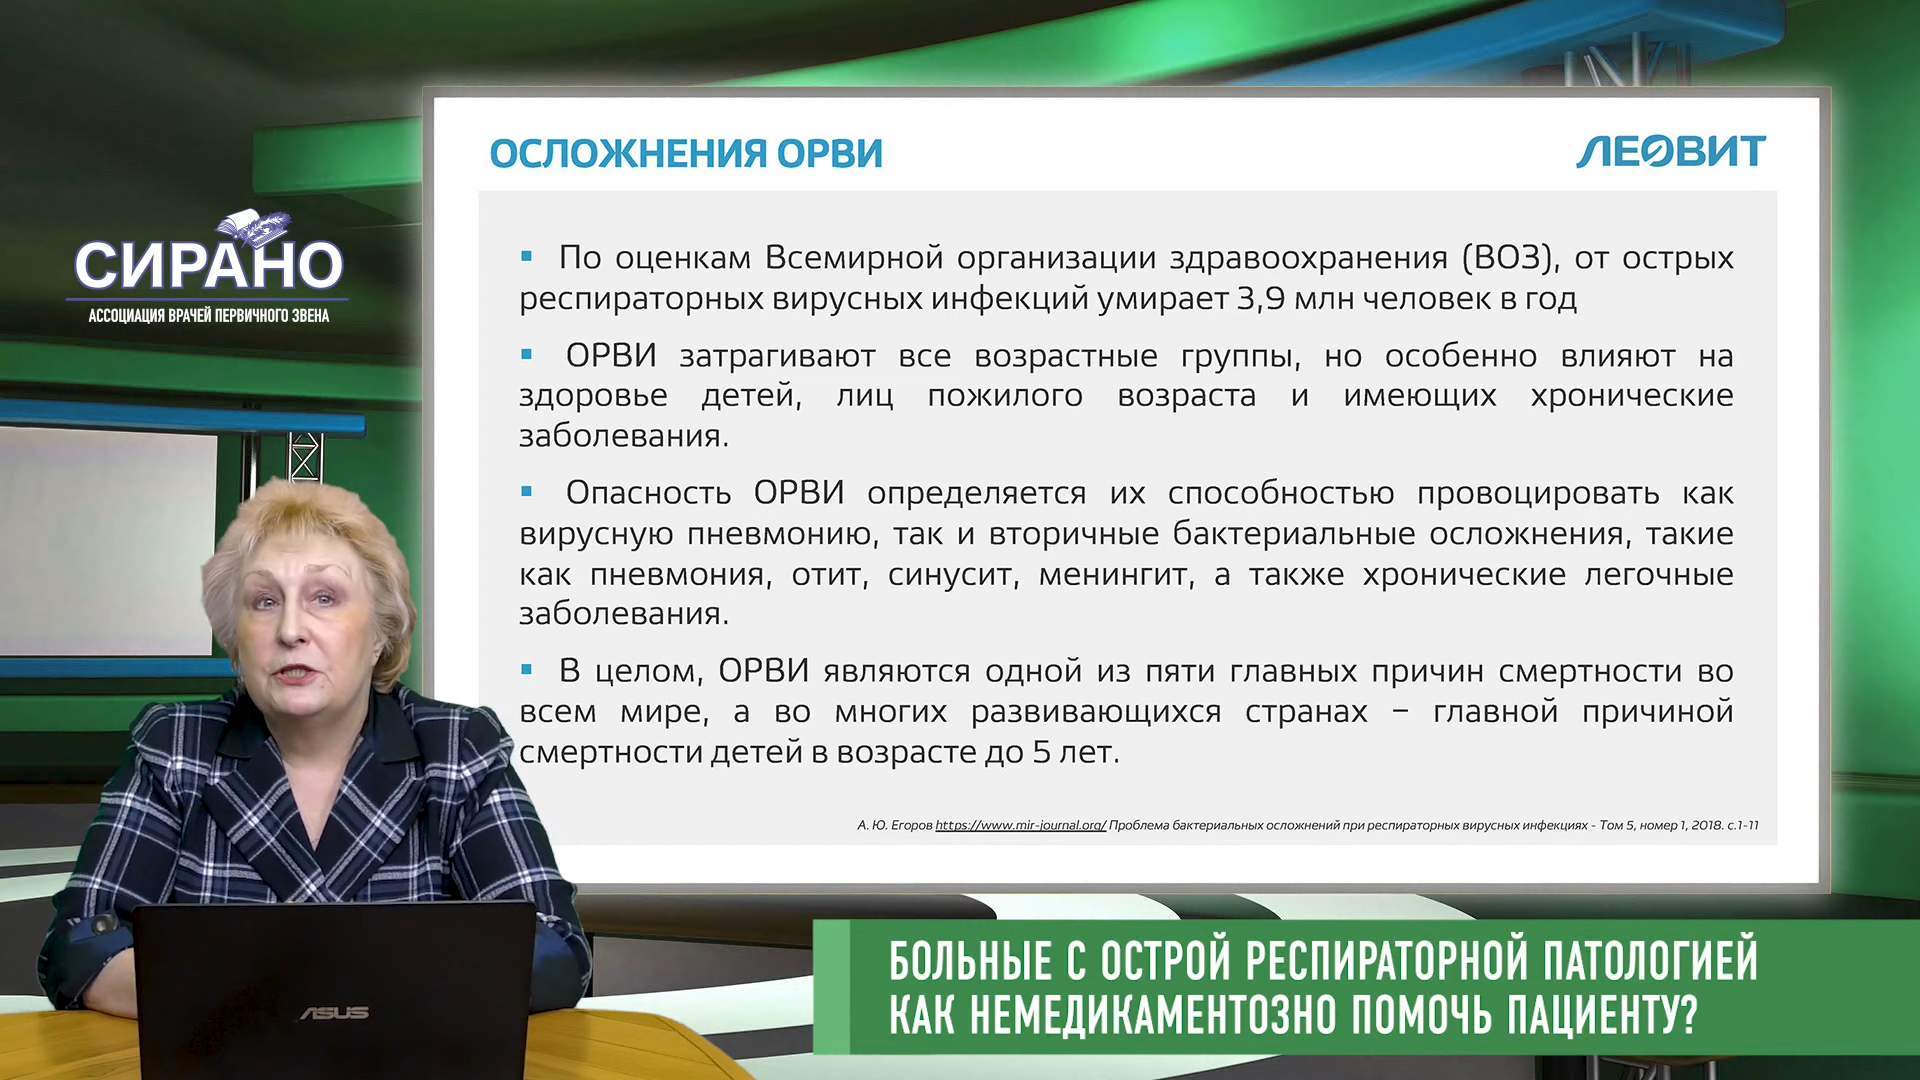 ОСЛОЖНЕНИЯ ОРВИ
ЛЕОВИТ
СИРАНО
АССОЦИАЦИЯ ВРАЧЕЙ ПЕРВИЧНОГО ЗВЕНА
▪ По оценкам Всемирной организации здравоохранения (ВОЗ), от острых
респираторных вирусных инфекций умирает 3,9 млн человек в год
▪ ОРВИ затрагивают все возрастные группы, но особенно влияют на
здоровье детей, лиц пожилого возраста и имеющих хронические
заболевания.
▪ Опасность ОРВИ определяется их способностью провоцировать как
вирусную пневмонию, так и вторичные бактериальные осложнения, такие
как пневмония, отит, синусит, менингит, а также хронические легочные
заболевания.
▪ В целом, ОРВИ являются одной из пяти главных причин смертности во
всем мире, а во многих развивающихся странах – главной причиной
смертности детей в возрасте до 5 лет.
А. Ю. Егоров https://www.mir-journal.org/ Проблема бактериальных осложнений при респираторных вирусных инфекциях - Том 5, номер 1, 2018. с.1-11
ASUS
БОЛЬНЫЕ С ОСТРОЙ РЕСПИРАТОРНОЙ ПАТОЛОГИЕЙ
КАК НЕМЕДИКАМЕНТОЗНО ПОМОЧЬ ПАЦИЕНТУ?